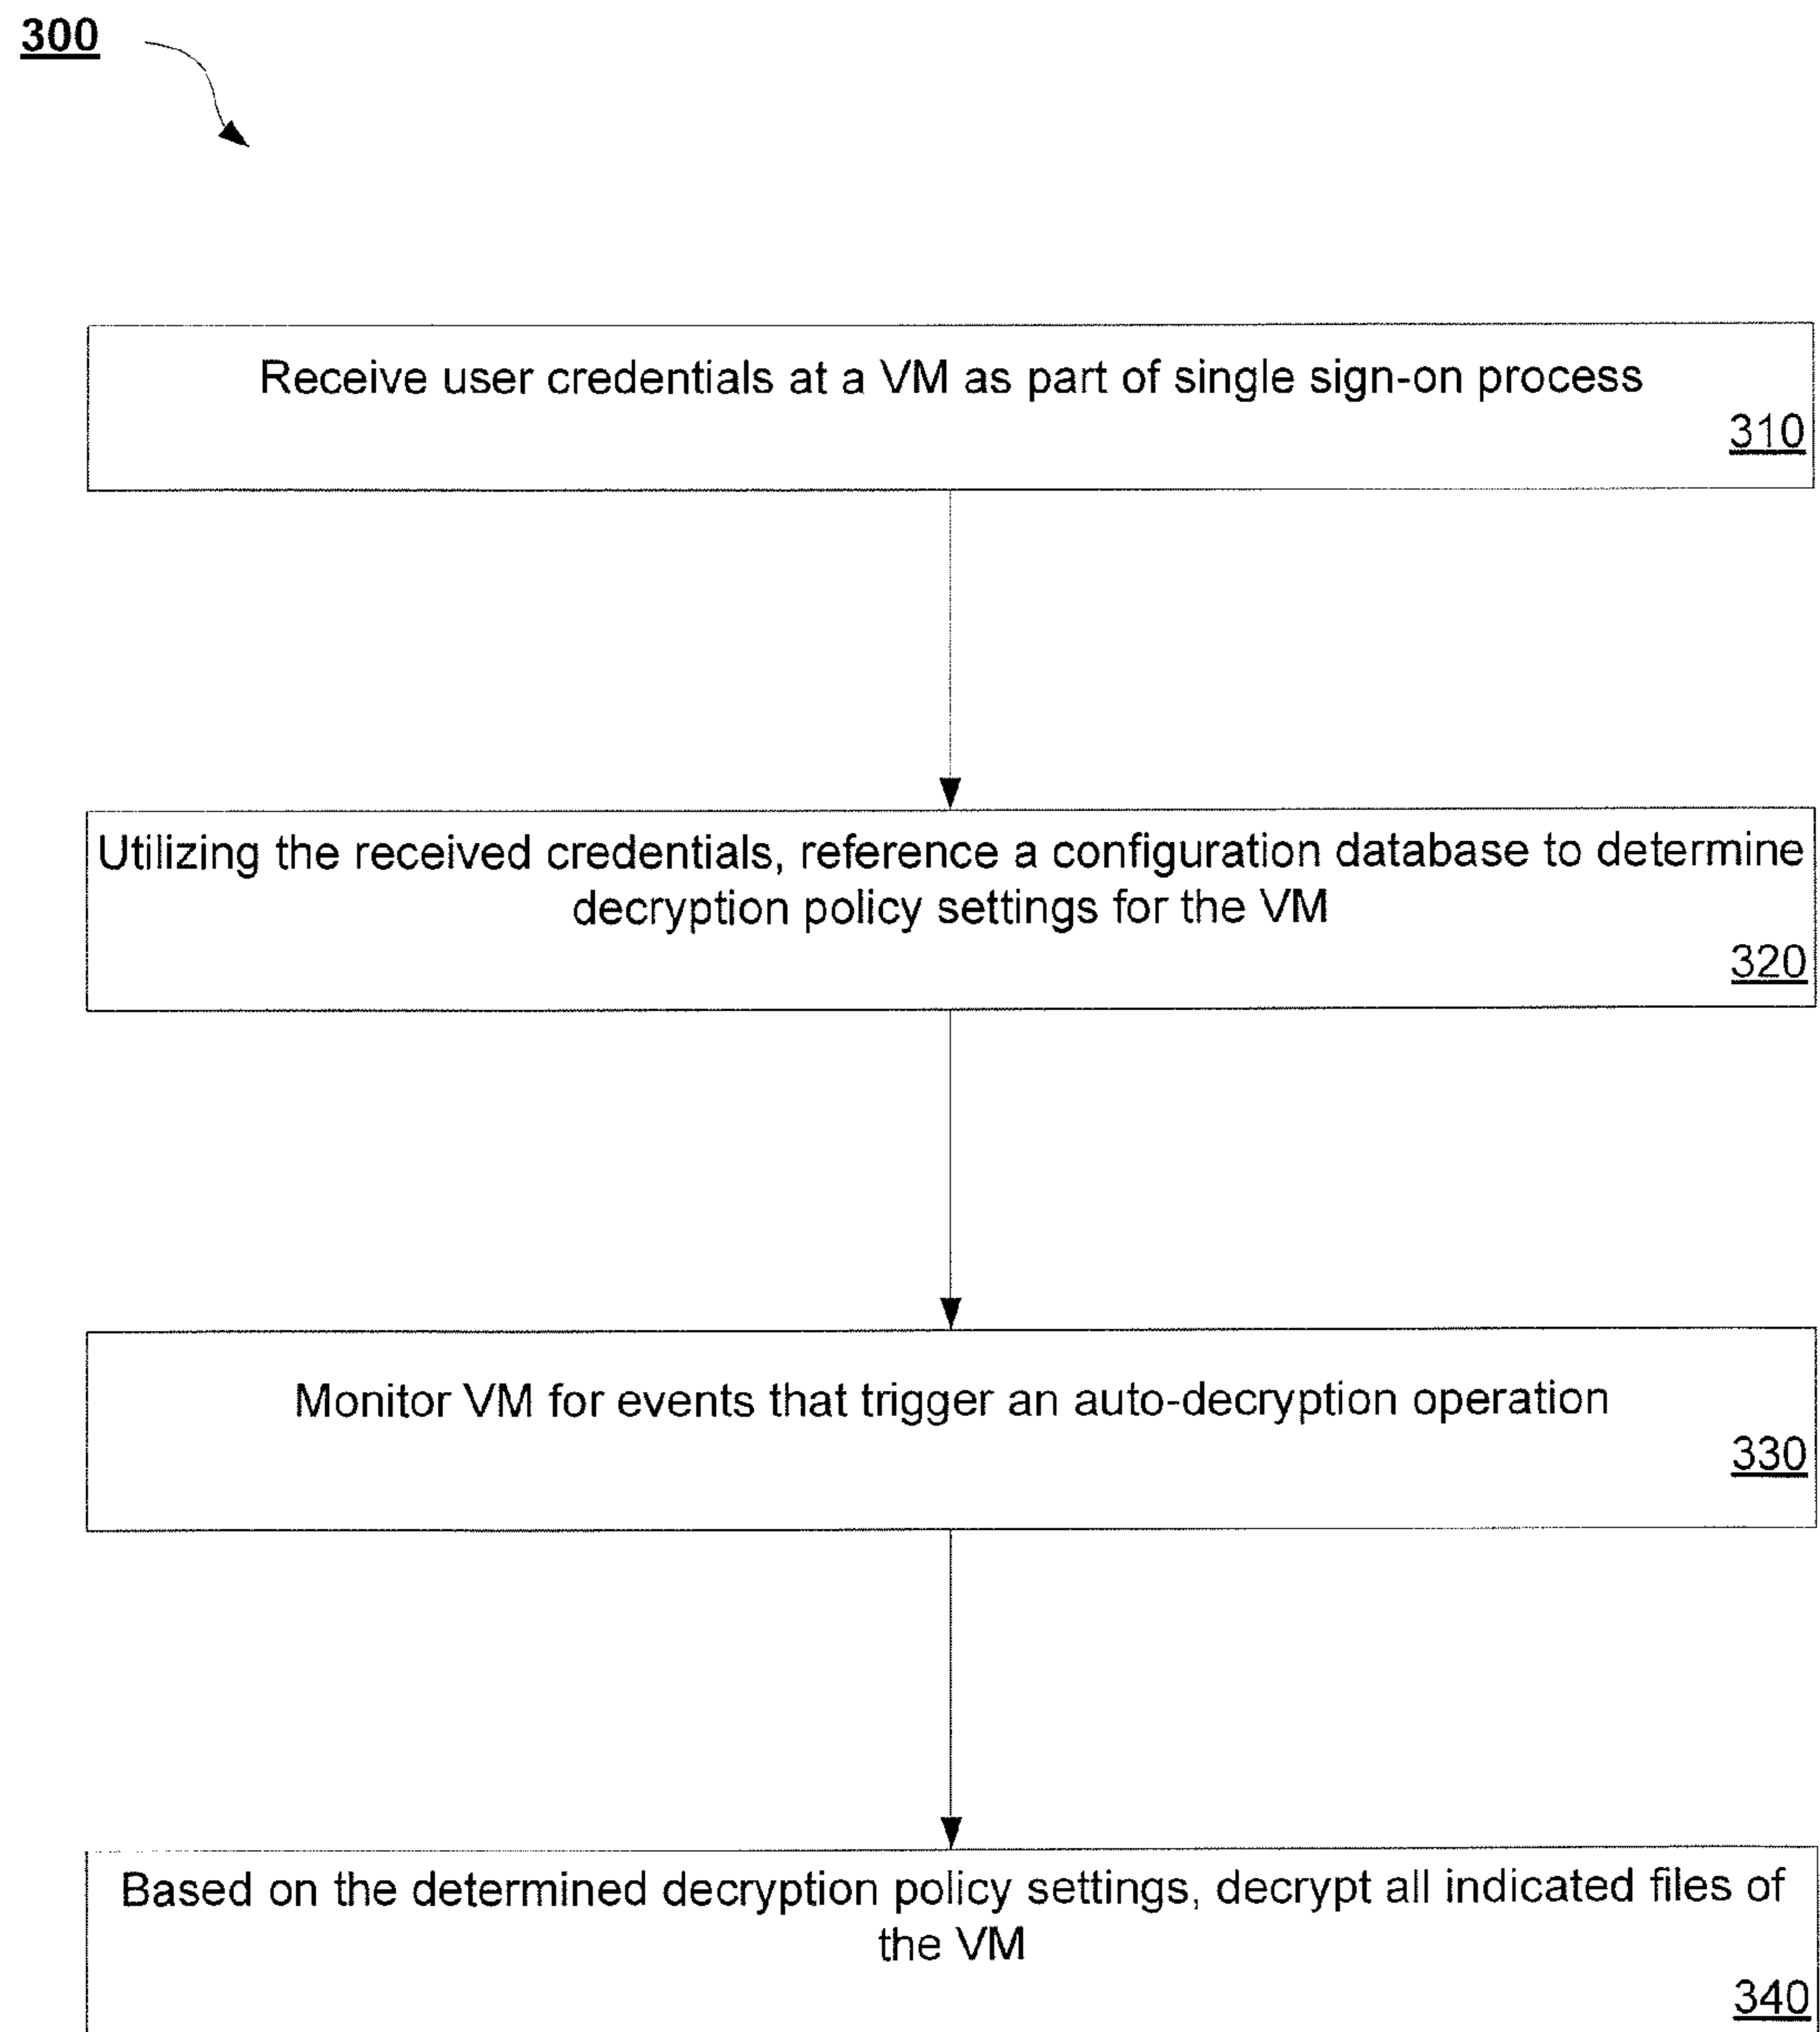 300
Receive user credentials at a VM as part of single sign-on process
310
Utilizing the received credentials, reference a configuration database to determine
decryption policy settings for the VM
320
Monitor VM for events that trigger an auto-decryption operation
330
Based on the determined decryption policy settings, decrypt all indicated files of
the VM
340